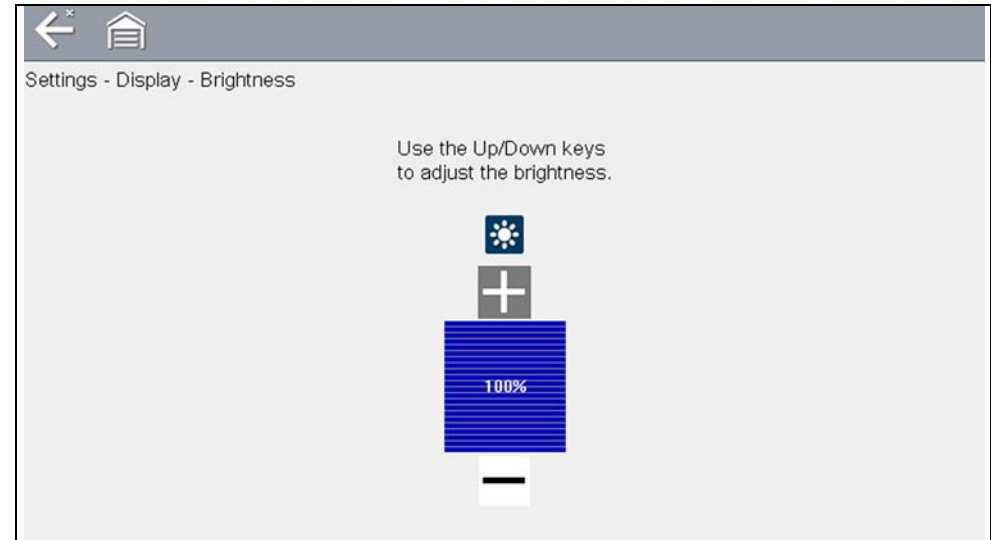 Settings - Display - Brightness
Use the Up/Down keys
to adjust the brightness.
100%